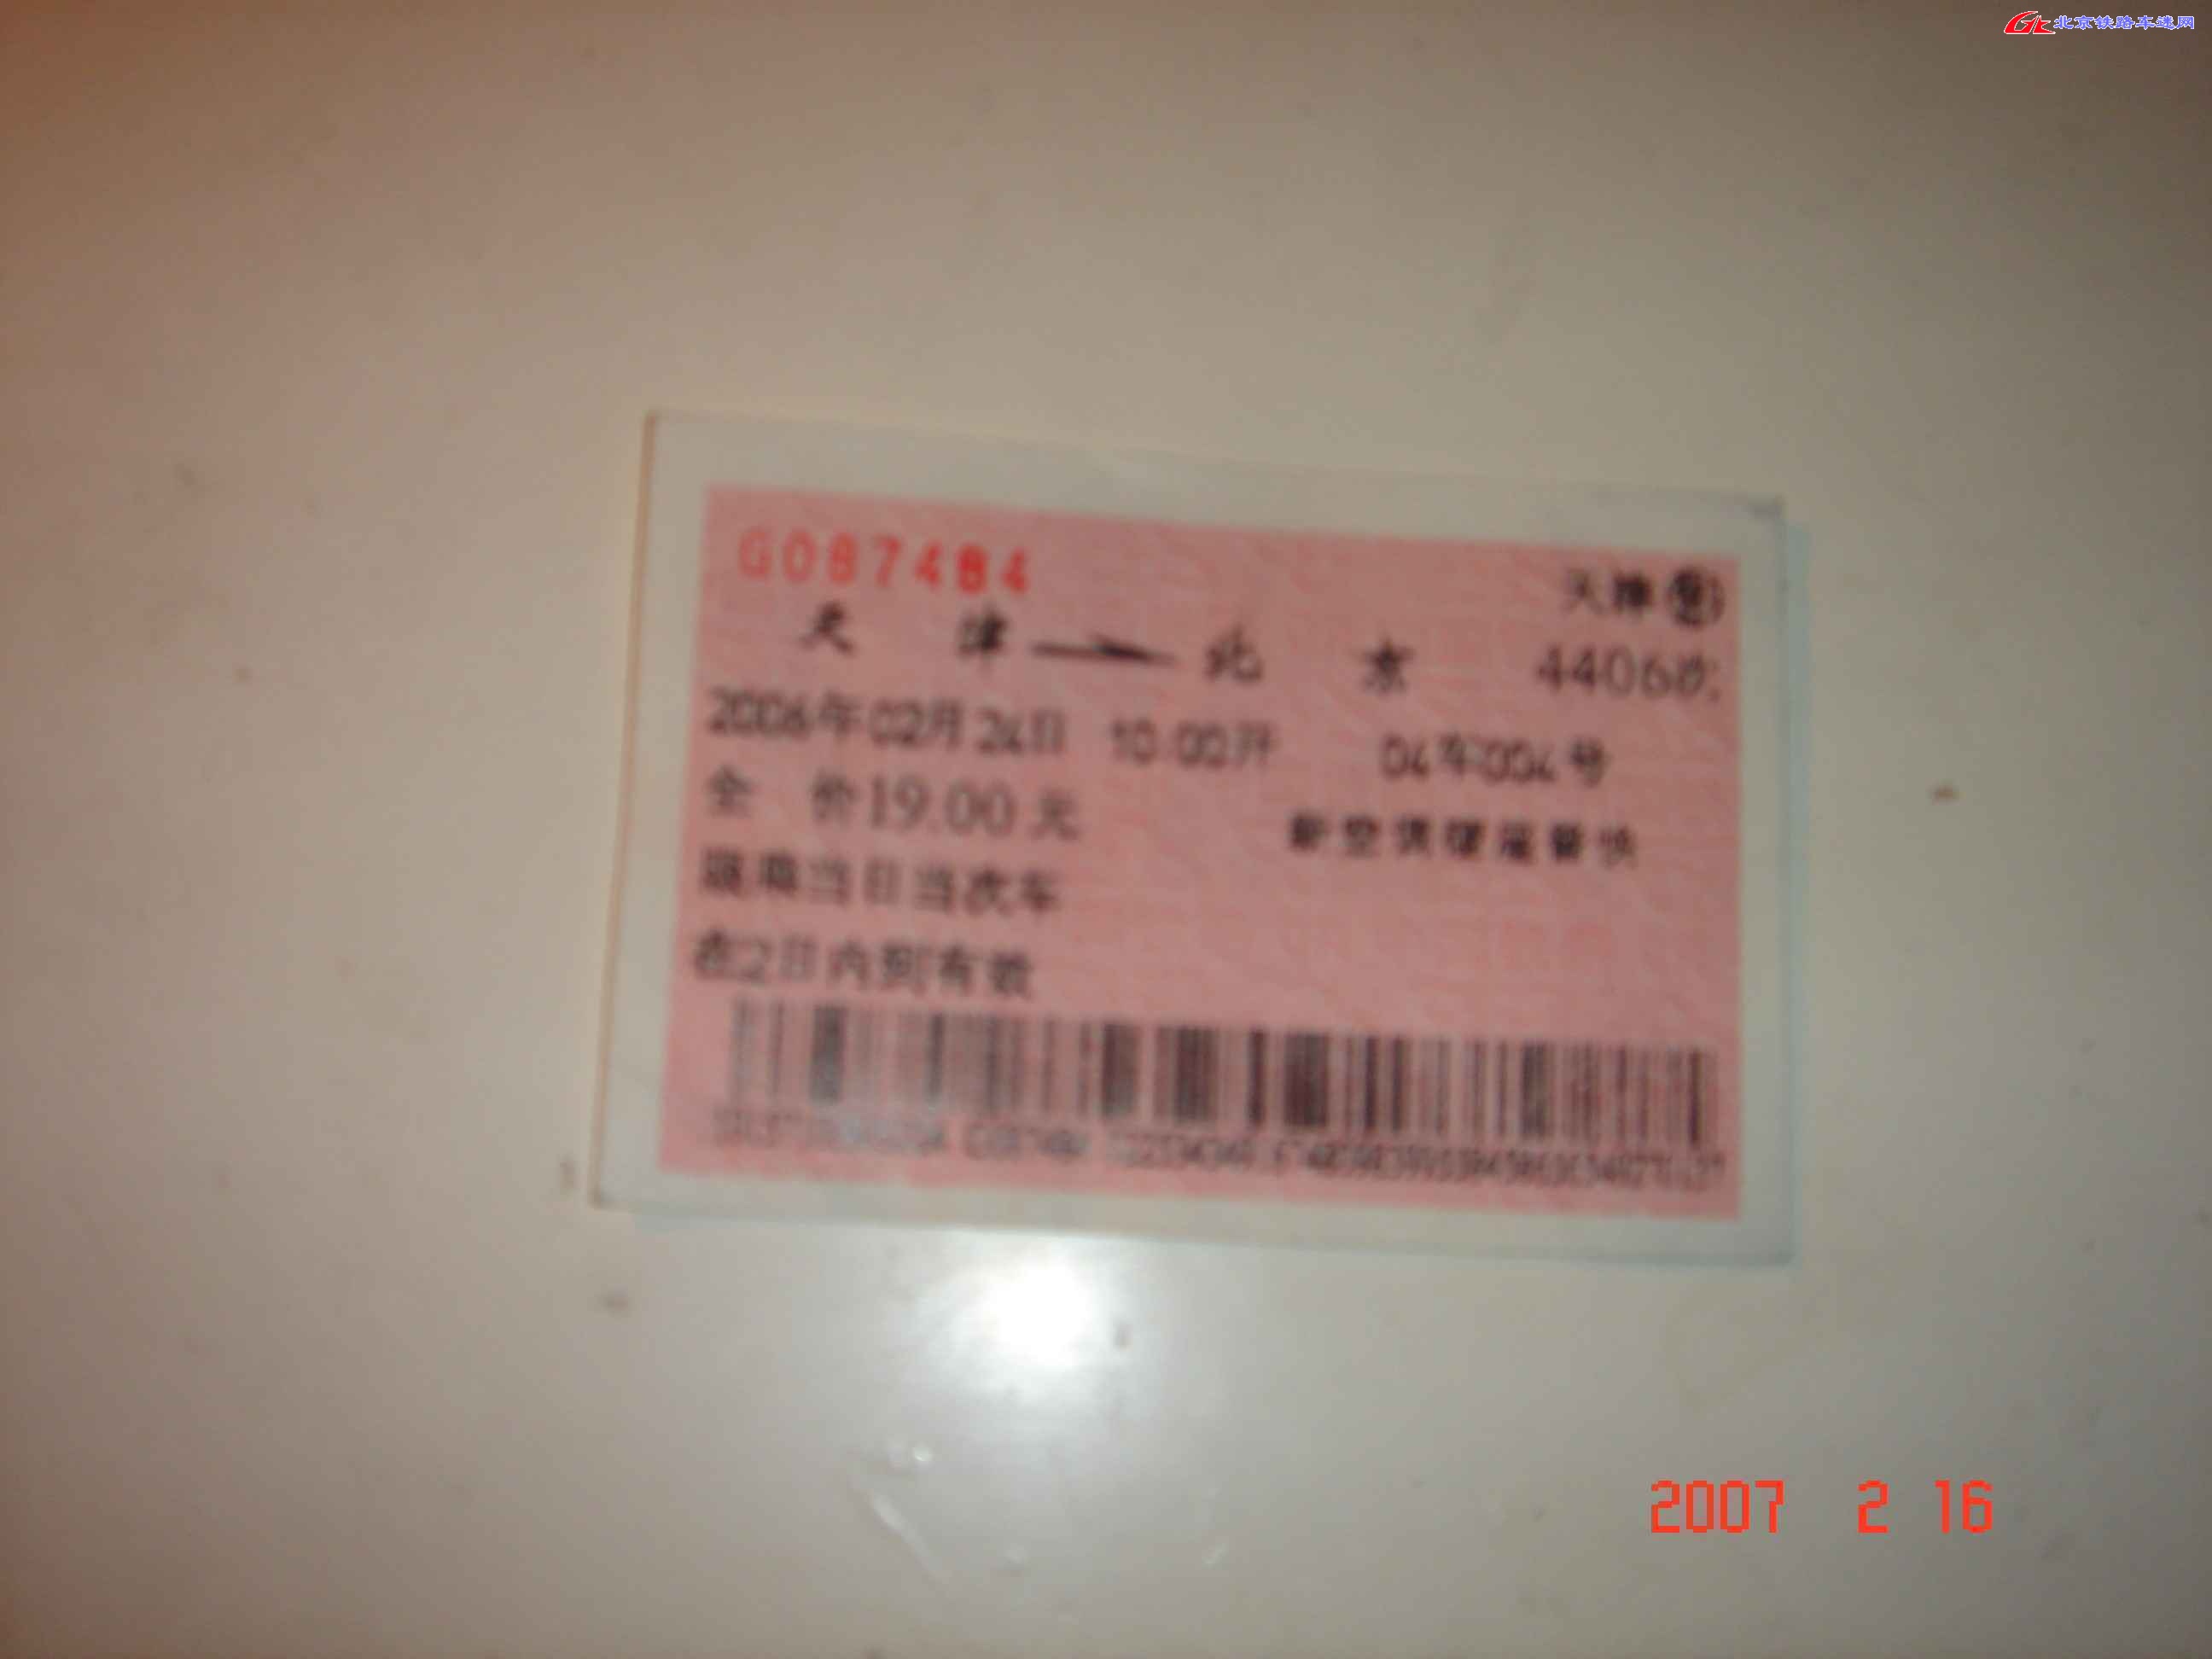 北京铁路车迷网
G087484
天津
天 津 → 北 京 4406次
2006年02月24日 10:00开 04车004号
全 价19.00元 新空调硬座普快
限乘当日当次车
在2日内到有效
2007 2 16